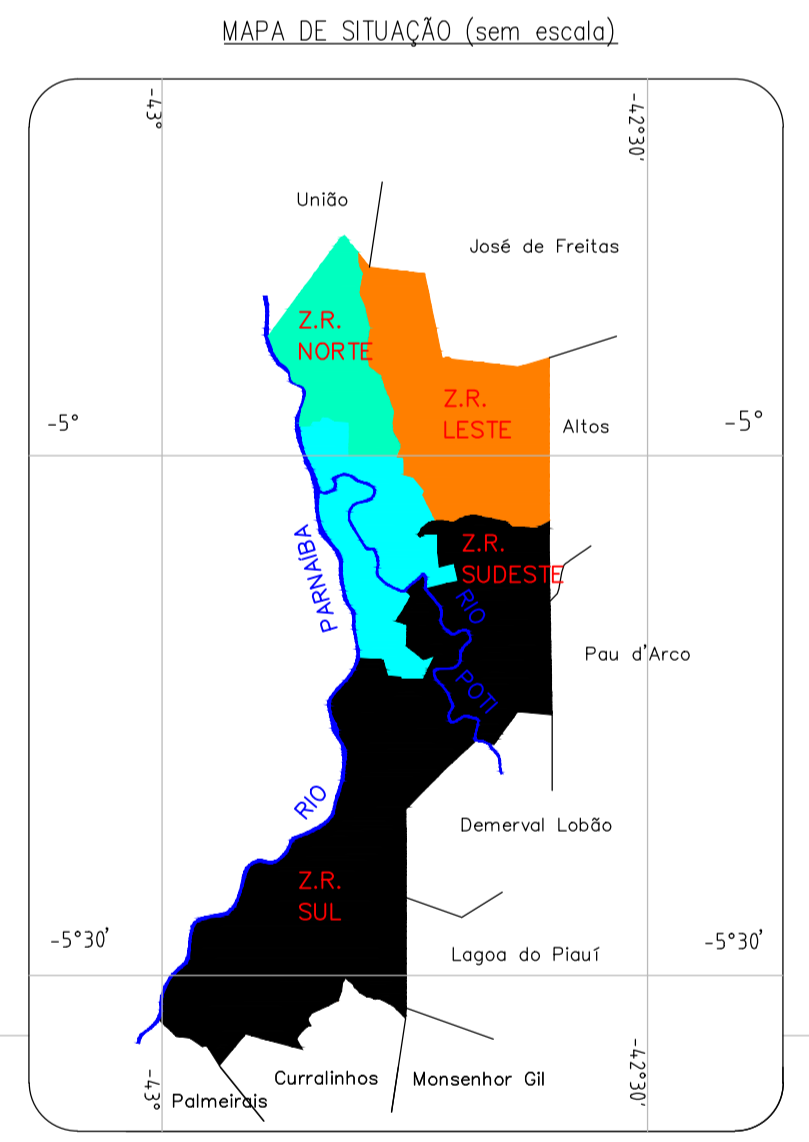 MAPA DE SITUAÇÃO (sem escala)
-43°
-42°30'
União
José de Freitas
Z.R.
NORTE
Z.R.
LESTE
-5°
-5°
Altos
Z.R.
SUDESTE
PARNAÍBA
RIO
Pau d'Arco
POTI
RIO
Demerval Lobão
Z.R.
SUL
-5°30'
-5°30'
Lagoa do Piauí
-43°
-42°30'
Curralinhos
Monsenhor Gil
Palmeirais